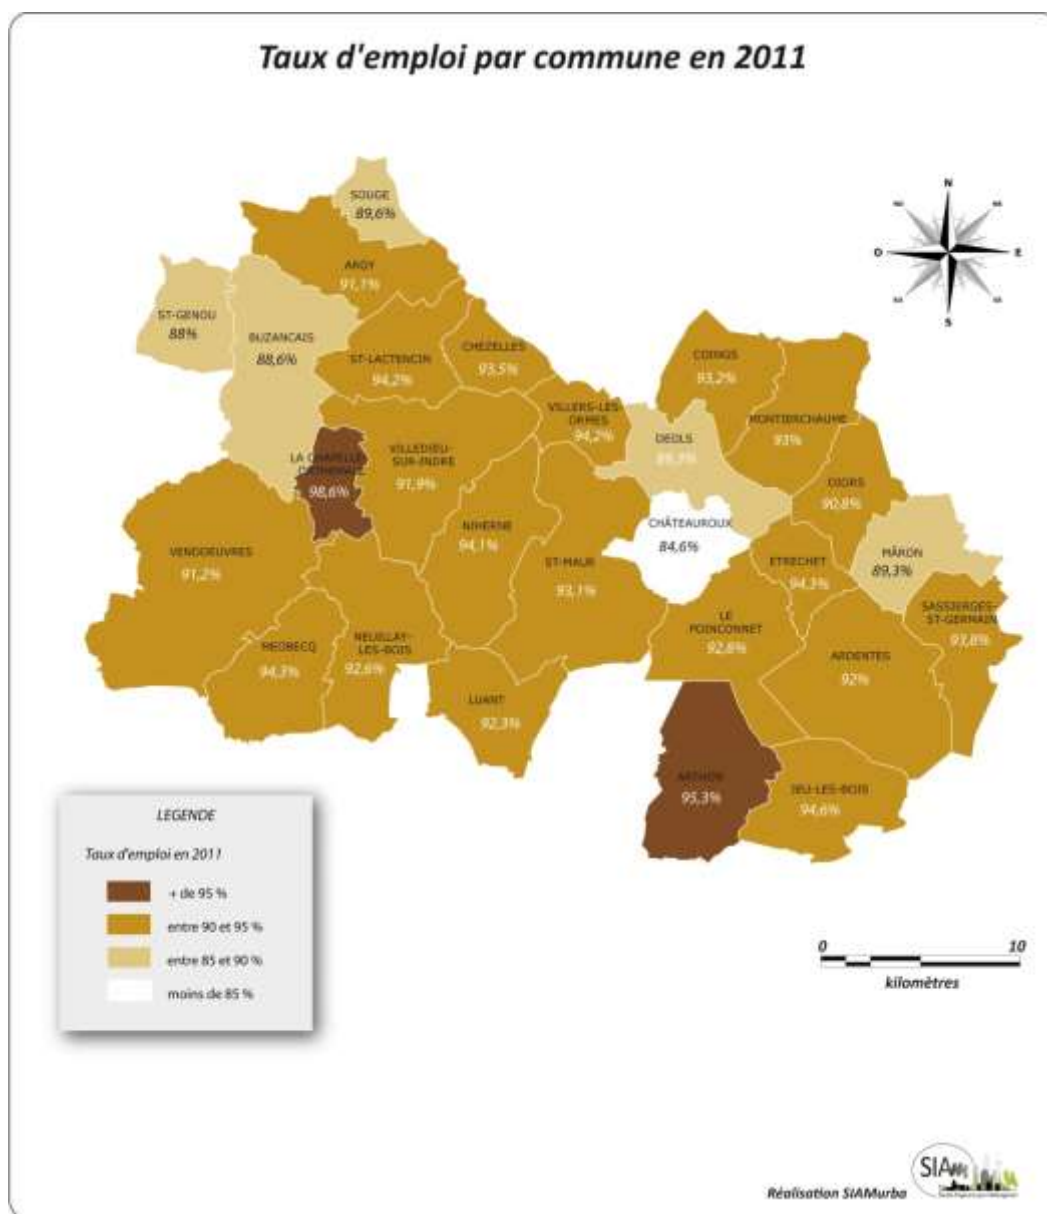 Taux d'emploi par commune en 2011
SOUGE
89,6%
ARGY
91,1%
ST-GENOU
88%
BUZANCAIS
88,6%
ST-LACTENCIN
94,2%
CHEZELLES
93,5%
COINGS
93,2%
VILLERS-LES-
ORMES
94,2%
MONTIERCHAUME
93%
DEOLS
VILLEDIEU-
SUR-INDRE
91,9%
LA CHAPELLE-
98,6%
DIORS
90,8%
CHÂTEAUROUX
84,6%
NIHERNE
94,1%
VENDOEUVRES
91,2%
ST-MAUR
93,1%
ETRECHET
94,3%
MÂRON
89,3%
SASSIERGES-
ST-GERMAIN
93,8%
LE
POINCONNET
92,8%
ARDENTES
92%
MEOBECQ
94,3%
NEUILLAY-
LES-BOIS
92,6%
LUANT
92,3%
ARTHON
95,3%
JEU-LES-BOIS
94,6%
N
O
E
S
LEGENDE
Taux d'emploi en 2011
+ de 95 %
entre 90 et 95 %
entre 85 et 90 %
moins de 85 %
0 10
kilomètres
Réalisation SIAMurba
SIAM